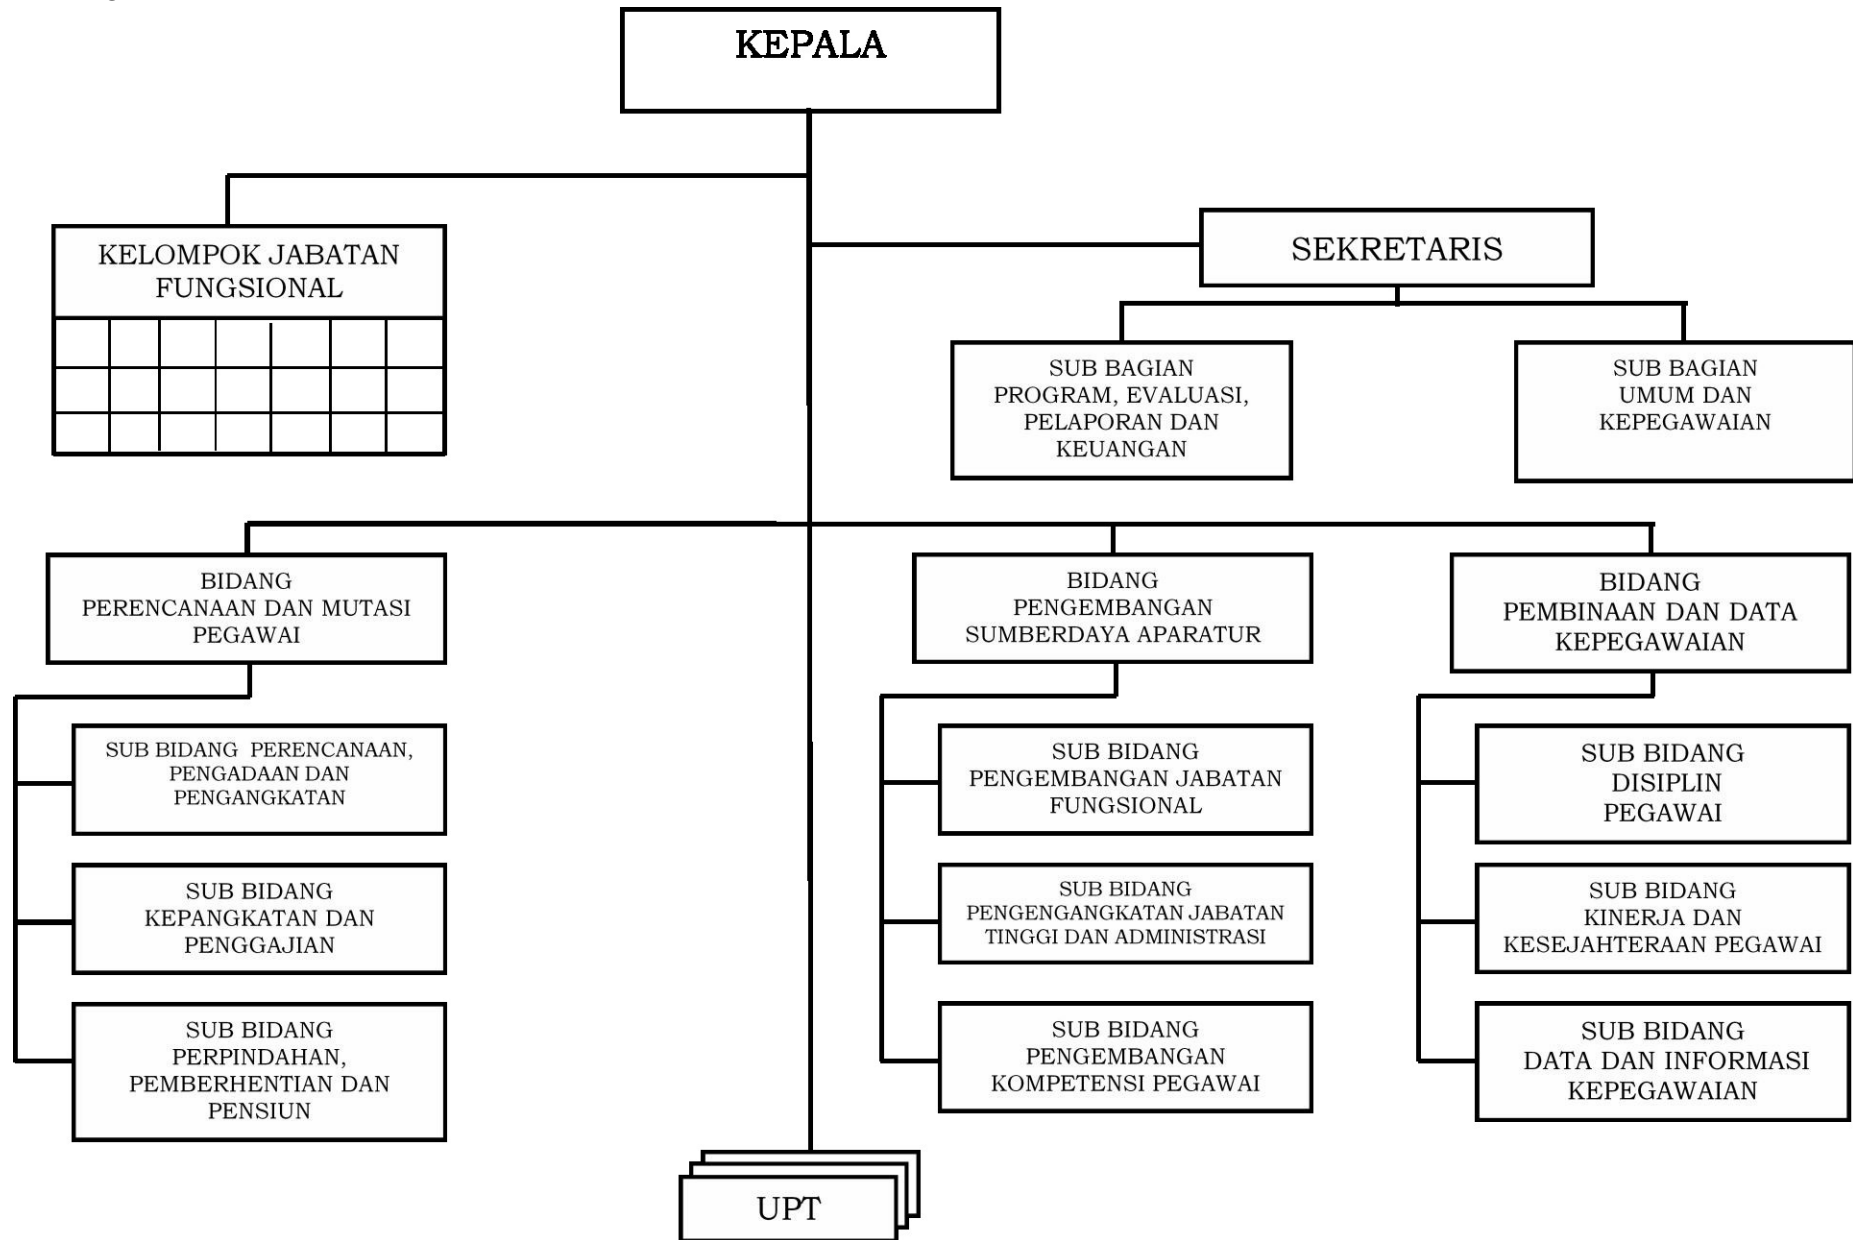 KEPALA
KELOMPOK JABATAN
FUNGSIONAL
SEKRETARIS
SUB BAGIAN
PROGRAM, EVALUASI,
PELAPORAN DAN
KEUANGAN
SUB BAGIAN
UMUM DAN
KEPEGAWAIAN
BIDANG
PERENCANAAN DAN MUTASI
PEGAWAI
BIDANG
PENGEMBANGAN
SUMBERDAYA APARATUR
BIDANG
PEMBINAAN DAN DATA
KEPEGAWAIAN
SUB BIDANG PERENCANAAN,
PENGADAAN DAN
PENGANGKATAN
SUB BIDANG
KEPANGKATAN DAN
PENGGAJIAN
SUB BIDANG
PERPINDAHAN,
PEMBERHENTIAN DAN
PENSIUN
SUB BIDANG
PENGEMBANGAN JABATAN
FUNGSIONAL
SUB BIDANG
PENGENGANGKATAN JABATAN
TINGGI DAN ADMINISTRASI
SUB BIDANG
PENGEMBANGAN
KOMPETENSI PEGAWAI
SUB BIDANG
DISIPLIN
PEGAWAI
SUB BIDANG
KINERJA DAN
KESEJAHTERAAN PEGAWAI
SUB BIDANG
DATA DAN INFORMASI
KEPEGAWAIAN
UPT